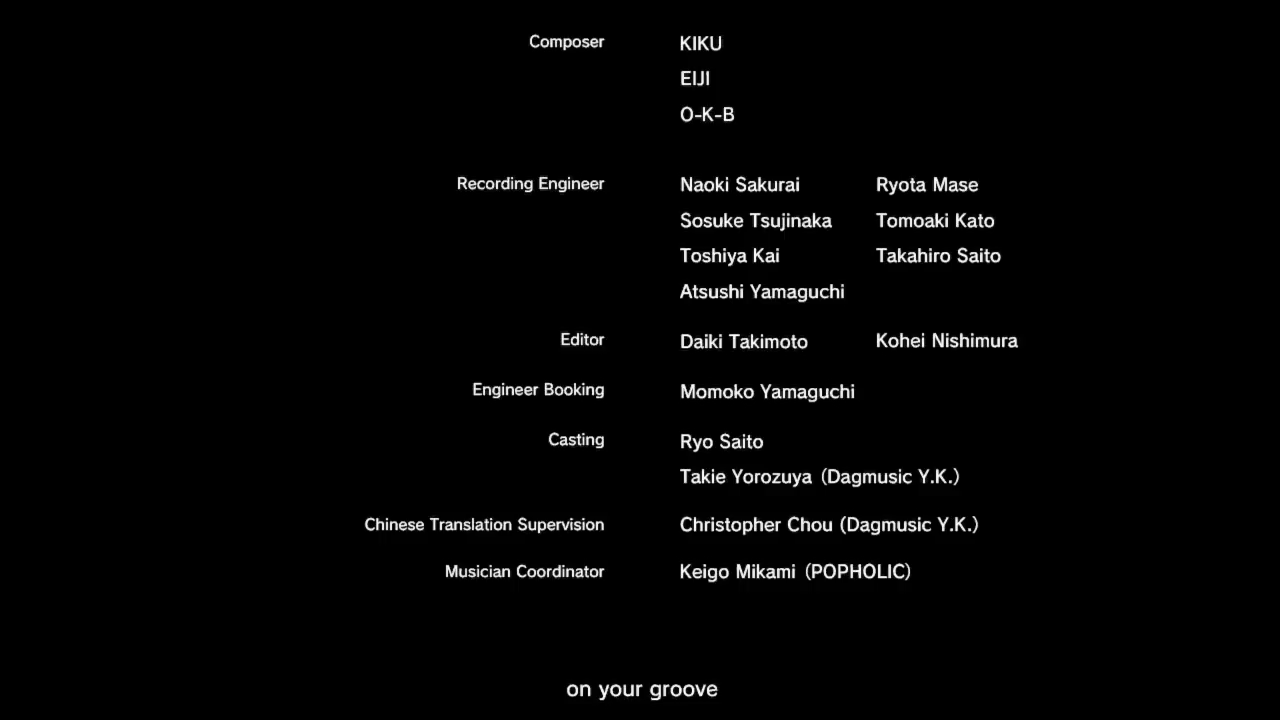 Composer KIKU
EIJI
O-K-B
Recording Engineer Naoki Sakurai Ryota Mase
Sosuke Tsujinaka Tomoaki Kato
Toshiya Kai Takahiro Saito
Atsushi Yamaguchi
Editor Daiki Takimoto Kohei Nishimura
Engineer Booking Momoko Yamaguchi
Casting Ryo Saito
Takie Yorozuya (Dagmusic Y.K.)
Chinese Translation Supervision Christopher Chou (Dagmusic Y.K.)
Musician Coordinator Keigo Mikami (POPHOLIC)
on your groove